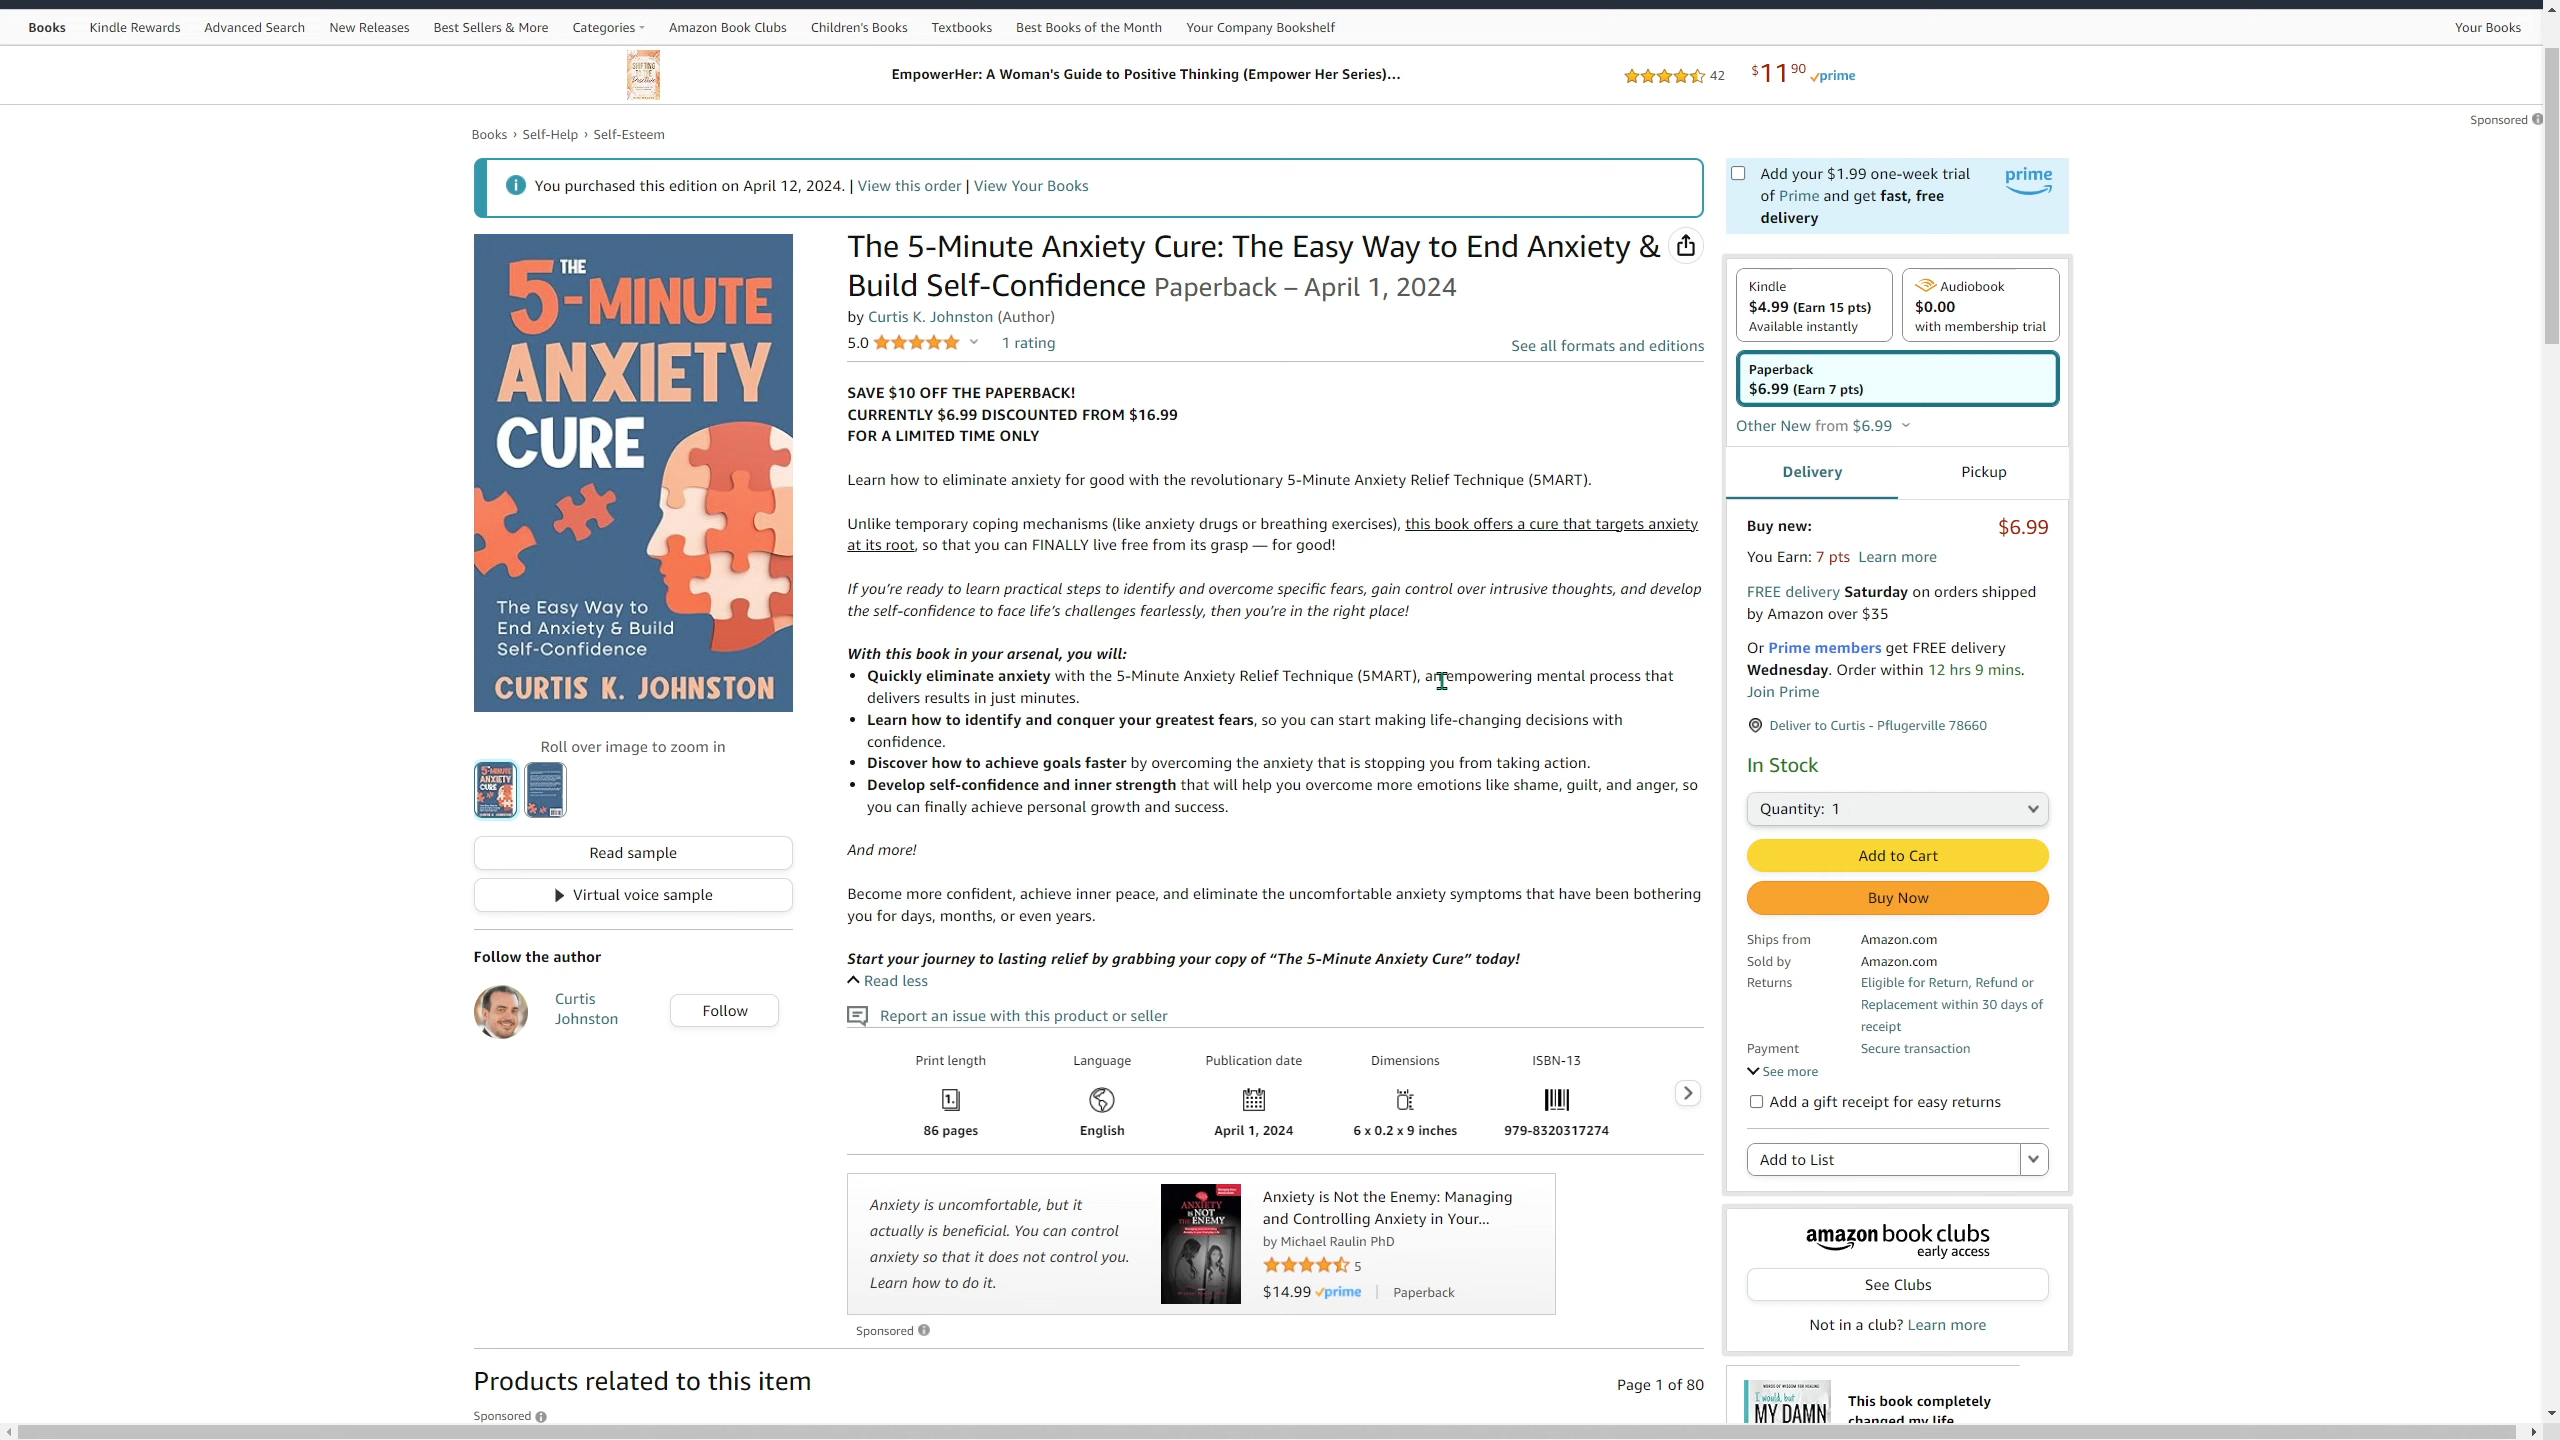 Books Kindle Rewards Advanced Search New Releases Best Sellers & More Categories Amazon Book Clubs Children's Books Textbooks Best Books of the Month Your Company Bookshelf Your Books
SHIFTING TO THE
EmpowerHer: A Woman's Guide to Positive Thinking (Empower Her Series)... 42 $11.90 prime
Sponsored
Books › Self-Help › Self-Esteem
You purchased this edition on April 12, 2024. | View this order | View Your Books
THE
5-MINUTE
ANXIETY
CURE
The Easy Way to
End Anxiety & Build
Self-Confidence
CURTIS K. JOHNSTON
Roll over image to zoom in
Read sample
Virtual voice sample
Follow the author
Curtis
Johnston
Follow
The 5-Minute Anxiety Cure: The Easy Way to End Anxiety &
Build Self-Confidence Paperback – April 1, 2024
by Curtis K. Johnston (Author)
5.0 1 rating
See all formats and editions
SAVE $10 OFF THE PAPERBACK!
CURRENTLY $6.99 DISCOUNTED FROM $16.99
FOR A LIMITED TIME ONLY
Learn how to eliminate anxiety for good with the revolutionary 5-Minute Anxiety Relief Technique (5MART).
Unlike temporary coping mechanisms (like anxiety drugs or breathing exercises), this book offers a cure that targets anxiety
at its root, so that you can FINALLY live free from its grasp — for good!
If you're ready to learn practical steps to identify and overcome specific fears, gain control over intrusive thoughts, and develop
the self-confidence to face life's challenges fearlessly, then you're in the right place!
With this book in your arsenal, you will:
• Quickly eliminate anxiety with the 5-Minute Anxiety Relief Technique (5MART), an empowering mental process that
delivers results in just minutes.
• Learn how to identify and conquer your greatest fears, so you can start making life-changing decisions with
confidence.
• Discover how to achieve goals faster by overcoming the anxiety that is stopping you from taking action.
• Develop self-confidence and inner strength that will help you overcome more emotions like shame, guilt, and anger, so
you can finally achieve personal growth and success.
And more!
Become more confident, achieve inner peace, and eliminate the uncomfortable anxiety symptoms that have been bothering
you for days, months, or even years.
Start your journey to lasting relief by grabbing your copy of “The 5-Minute Anxiety Cure” today!
Read less
Report an issue with this product or seller
Print length Language Publication date Dimensions ISBN-13
86 pages English April 1, 2024 6 x 0.2 x 9 inches 979-8320317274
Anxiety is uncomfortable, but it
actually is beneficial. You can control
anxiety so that it does not control you.
Learn how to do it.
ANXIETY
IS NOT
THE ENEMY
Anxiety is Not the Enemy: Managing
and Controlling Anxiety in Your...
by Michael Raulin PhD
5
$14.99 prime | Paperback
Sponsored
Products related to this item
Page 1 of 80
Sponsored
Add your $1.99 one-week trial
of Prime and get fast, free
delivery
prime
Kindle
$4.99 (Earn 15 pts)
Available instantly
Audiobook
$0.00
with membership trial
Paperback
$6.99 (Earn 7 pts)
Other New from $6.99
Delivery Pickup
Buy new: $6.99
You Earn: 7 pts Learn more
FREE delivery Saturday on orders shipped
by Amazon over $35
Or Prime members get FREE delivery
Wednesday. Order within 12 hrs 9 mins.
Join Prime
Deliver to Curtis - Pflugerville 78660
In Stock
Quantity: 1
Add to Cart
Buy Now
Ships from Amazon.com
Sold by Amazon.com
Returns Eligible for Return, Refund or
Replacement within 30 days of
receipt
Payment Secure transaction
See more
Add a gift receipt for easy returns
Add to List
amazon book clubs
early access
See Clubs
Not in a club? Learn more
WORDS OF WISDOM FOR HEALING
I would, but
MY DAMN
This book completely
changed my life